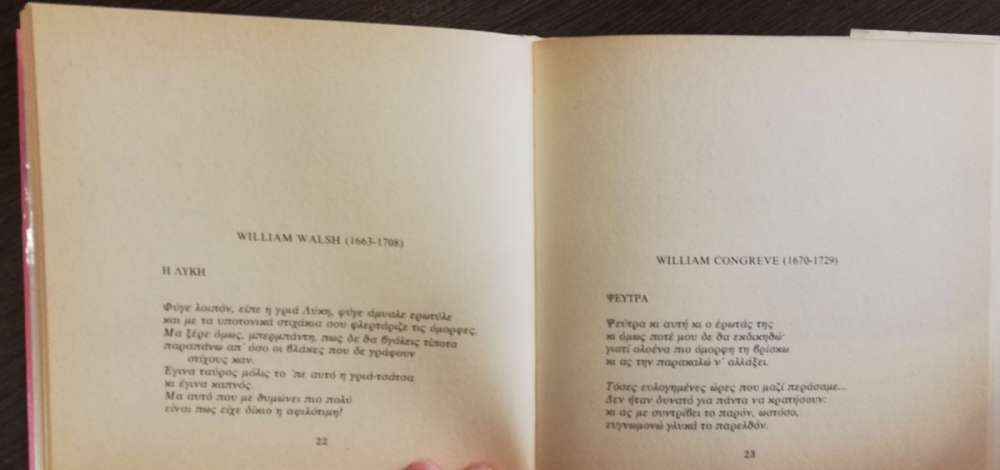 WILLIAM WALSH (1663-1708)
Η ΛΥΚΗ
Φύγε λοιπόν, είπε η γριά Λύκη, φύγε άμυαλε ερωτύλε
και με τα υποτονικά στιχάκια σου φλερτάριζε τις όμορφες.
Μα ξέρε όμως, μπερμπάντη, πως δε θα βγάλεις τίποτα
παραπάνω απ' όσο οι βλάκες που δε γράφουν
στίχους καν.
Έγινα ταύρος μόλις το 'πε αυτό η γριά-τσάτσα
κι έγινα καπνός.
Μα αυτό που με θυμώνει πιο πολύ
είναι πως είχε δίκιο η αφιλότιμη!
22
WILLIAM CONGREVE (1670-1729)
ΨΕΥΤΡΑ
Ψεύτρα κι αυτή κι ο έρωτάς της
κι όμως ποτέ μου δε θα εκδικηθώ·
γιατί ολοένα πιο όμορφη τη βρίσκω
κι ας την παρακαλώ ν' αλλάξει.
Τόσες ευλογημένες ώρες που μαζί περάσαμε...
Δεν ήταν δυνατό για πάντα να κρατήσουν:
κι ας με συντρίβει το παρόν, ωστόσο,
ευγνωμονώ γλυκά το παρελθόν.
23